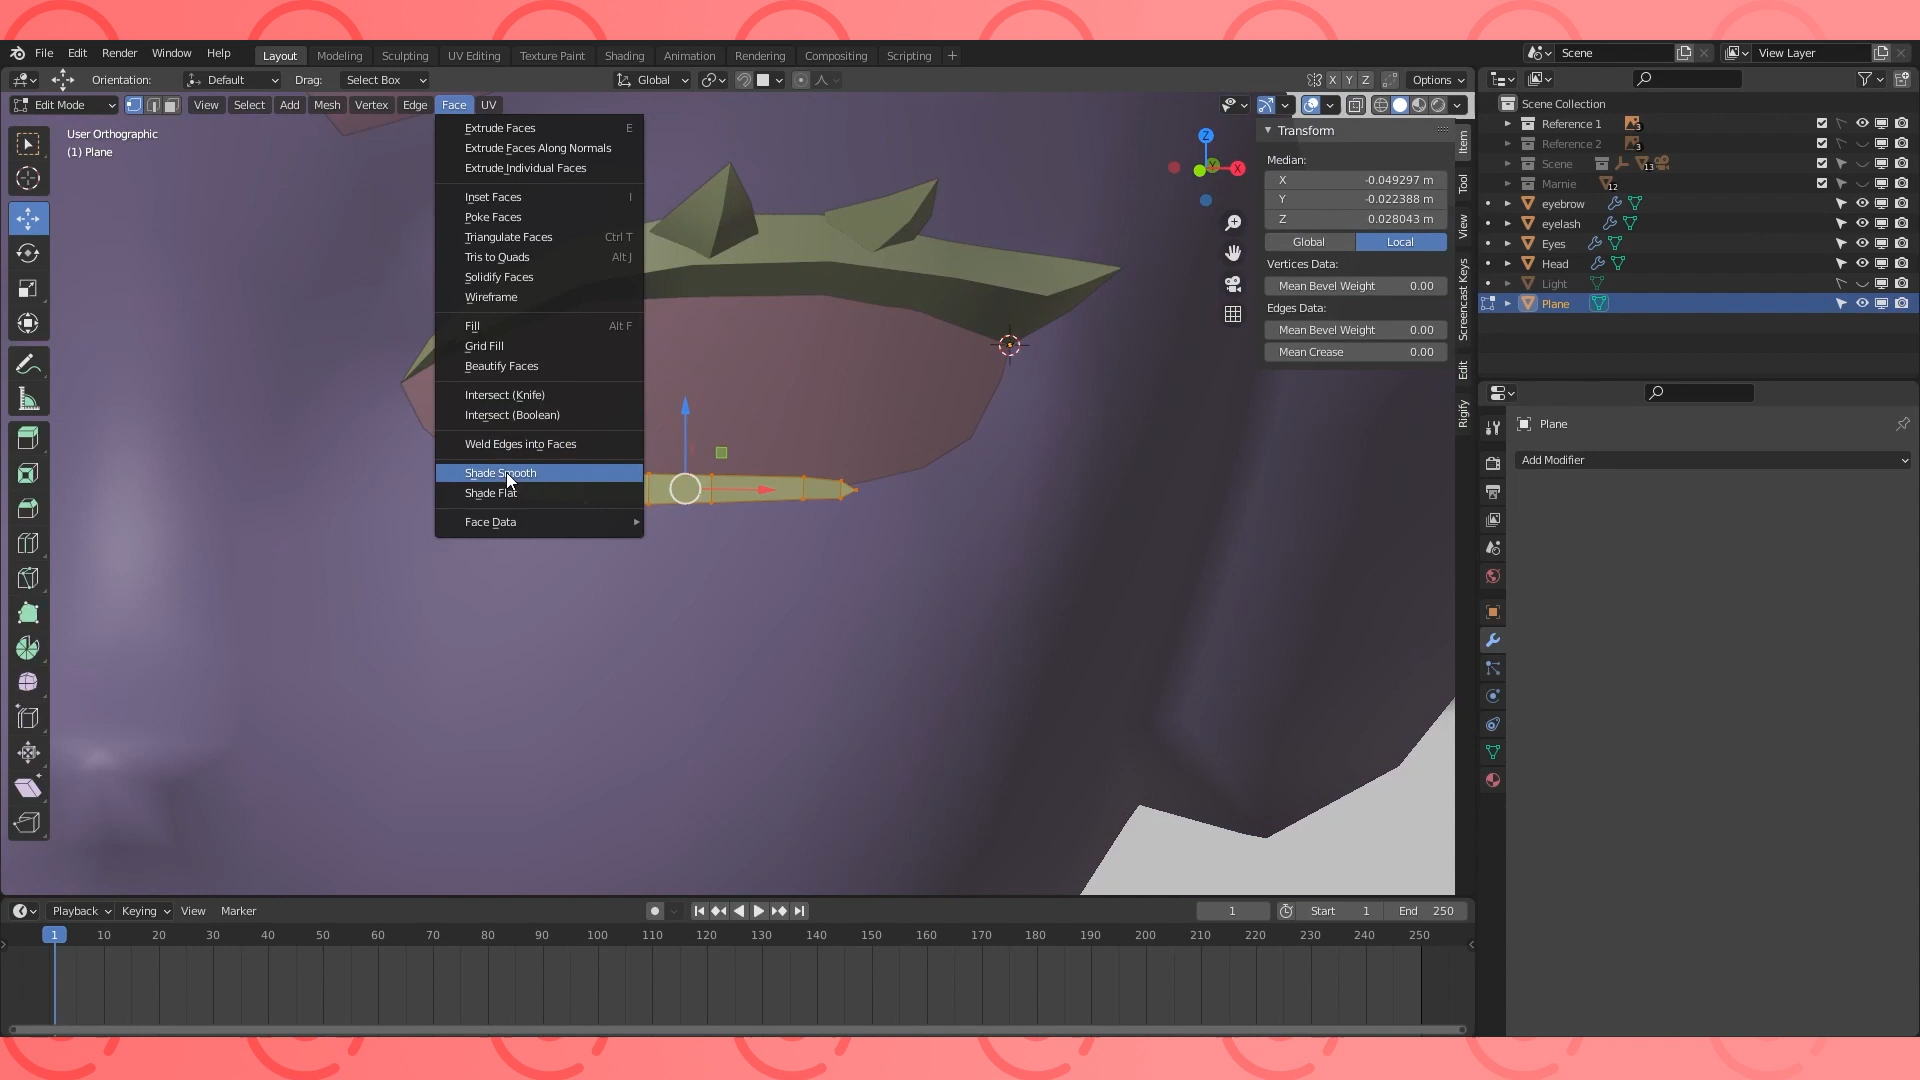 File Edit Render Window Help Layout Modeling Sculpting UV Editing Texture Paint Shading Animation Rendering Compositing Scripting + Scene View Layer
Orientation: Default Drag: Select Box Global X Y Z Options
Edit Mode View Select Add Mesh Vertex Edge Face UV
User Orthographic
(1) Plane
Extrude Faces E
Extrude Faces Along Normals
Extrude Individual Faces
Inset Faces I
Poke Faces
Triangulate Faces Ctrl T
Tris to Quads Alt J
Solidify Faces
Wireframe
Fill Alt F
Grid Fill
Beautify Faces
Intersect (Knife)
Intersect (Boolean)
Weld Edges into Faces
Shade Smooth
Shade Flat
Face Data
Z
Y
X
Transform
Median:
X -0.049297 m
Y -0.022388 m
Z 0.028043 m
Global Local
Vertices Data:
Mean Bevel Weight 0.00
Edges Data:
Mean Bevel Weight 0.00
Mean Crease 0.00
Item
Tool
View
Screencast Keys
Edit
Rigify
Scene Collection
Reference 1 3
Reference 2 3
Scene 13
Marnie 12
eyebrow
eyelash
Eyes
Head
Light
Plane
Plane
Add Modifier
Playback Keying View Marker 1 Start 1 End 250
1 10 20 30 40 50 60 70 80 90 100 110 120 130 140 150 160 170 180 190 200 210 220 230 240 250